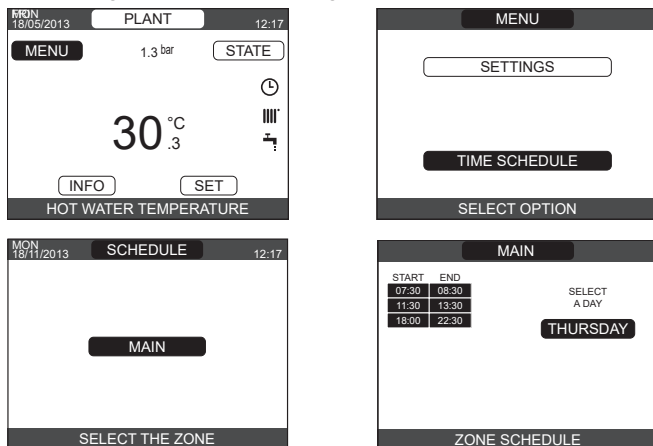 PLANT
18/05/2013 12:17
MENU 1.3 bar STATE
30 °C .3
INFO SET
HOT WATER TEMPERATURE
MENU
SETTINGS
TIME SCHEDULE
SELECT OPTION
MON
18/11/2013 SCHEDULE 12:17
MAIN
SELECT THE ZONE
MAIN
START END
07:30 08:30
11:30 13:30
18:00 22:30
SELECT
A DAY
THURSDAY
ZONE SCHEDULE